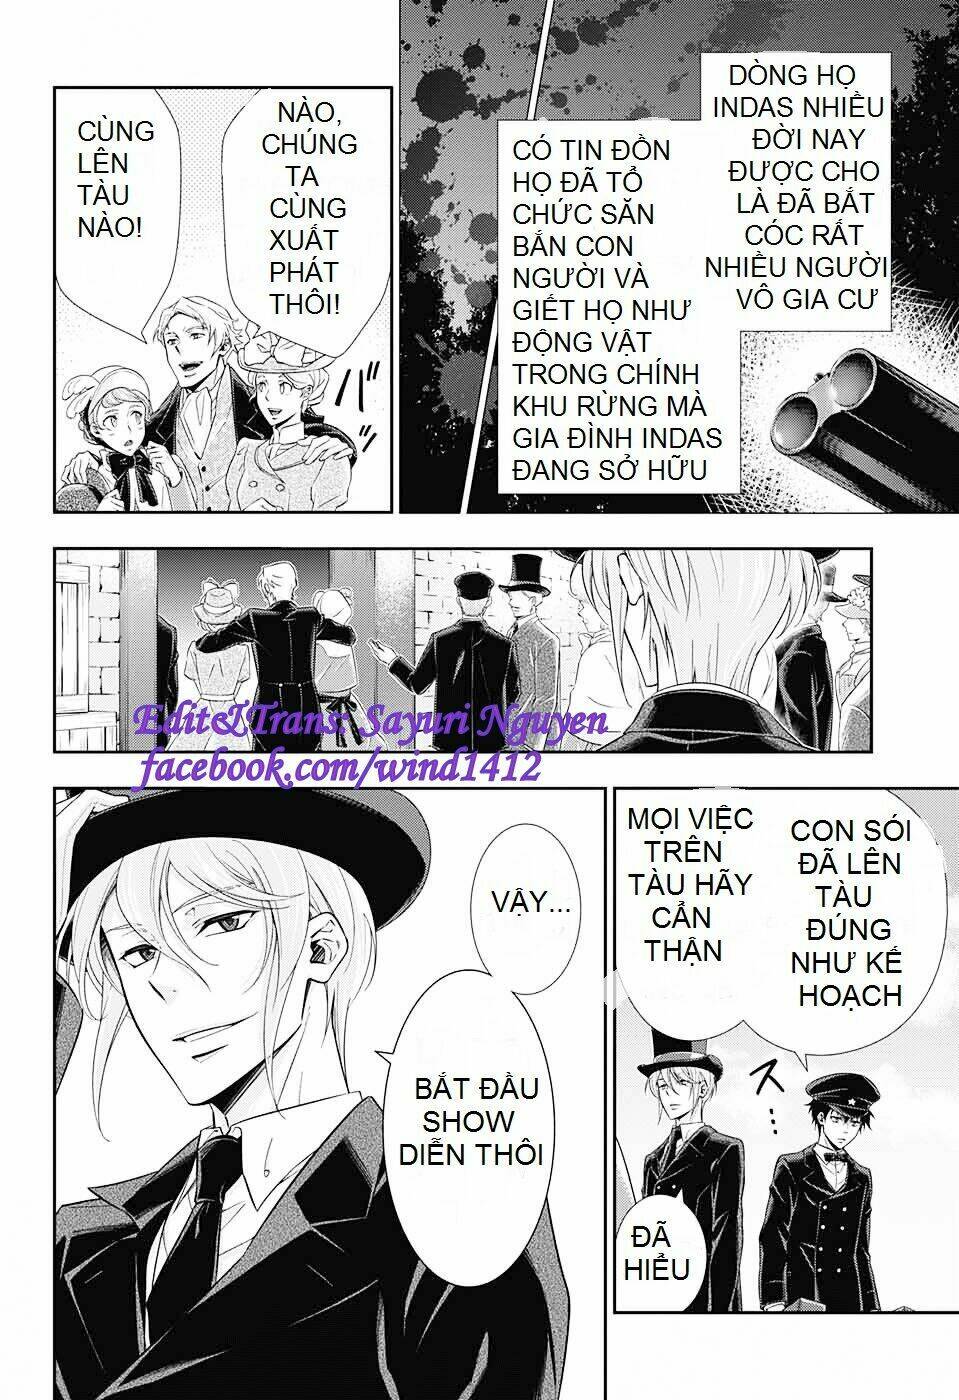 DÒNG HỌ
INDAS NHIỀU
ĐỜI NAY
ĐƯỢC CHO
LÀ ĐÃ BẮT
CÓC RẤT
NHIỀU NGƯỜI
VÔ GIA CƯ
CÓ TIN ĐỒN
HỌ ĐÃ TỔ
CHỨC SĂN
BẮN CON
NGƯỜI VÀ
GIẾT HỌ NHƯ
ĐỘNG VẬT
TRONG CHÍNH
KHU RỪNG MÀ
GIA ĐÌNH INDAS
ĐANG SỞ HỮU
NÀO,
CHÚNG
TA
CÙNG
XUẤT
PHÁT
THÔI!
CÙNG
LÊN
TÀU
NÀO!
Edit&Trans: Sayuri Nguyen
facebook.com/wind1412
CON SÓI
ĐÃ LÊN
TÀU
ĐÚNG
NHƯ KẾ
HOẠCH
MỌI VIỆC
TRÊN
TÀU HÃY
CẨN
THẬN
ス…
ĐÃ
HIỂU
VẬY...
BẮT ĐẦU
SHOW
DIỄN THÔI